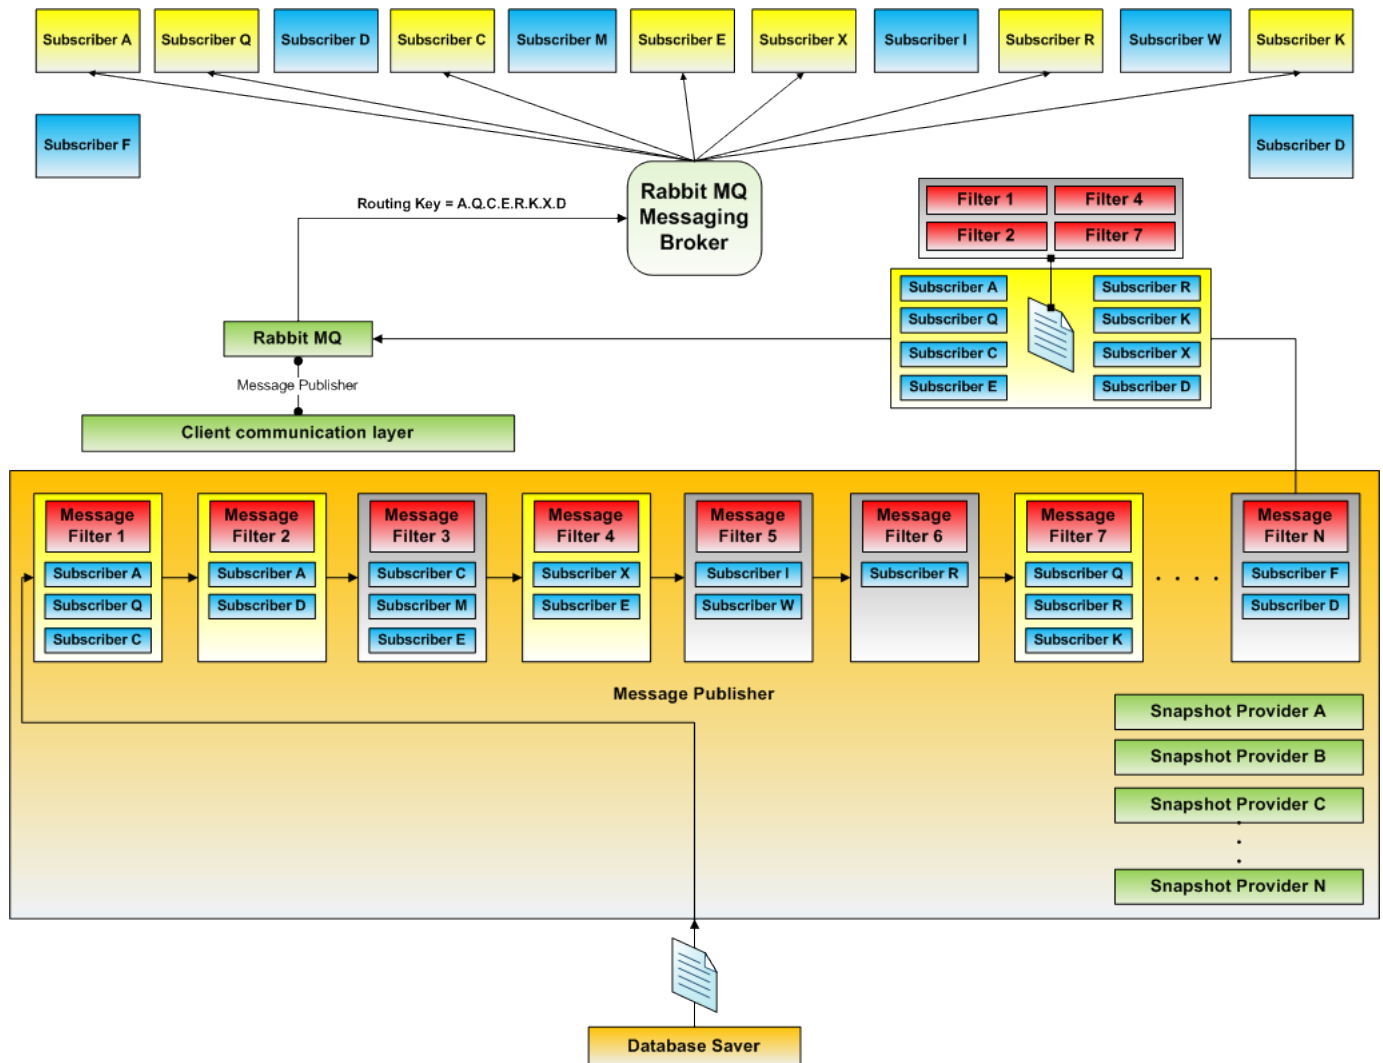 Subscriber A
Subscriber Q
Subscriber D
Subscriber C
Subscriber M
Subscriber E
Subscriber X
Subscriber I
Subscriber R
Subscriber W
Subscriber K
Subscriber F
Subscriber D
Rabbit MQ
Messaging
Broker
Routing Key = A.Q.C.E.R.K.X.D
Filter 1
Filter 4
Filter 2
Filter 7
Subscriber A
Subscriber R
Subscriber Q
Subscriber K
Subscriber C
Subscriber X
Subscriber E
Subscriber D
Rabbit MQ
Message Publisher
Client communication layer
Message
Filter 1
Subscriber A
Subscriber Q
Subscriber C
Message
Filter 2
Subscriber A
Subscriber D
Message
Filter 3
Subscriber C
Subscriber M
Subscriber E
Message
Filter 4
Subscriber X
Subscriber E
Message
Filter 5
Subscriber I
Subscriber W
Message
Filter 6
Subscriber R
Message
Filter 7
Subscriber Q
Subscriber R
Subscriber K
. . . .
Message
Filter N
Subscriber F
Subscriber D
Message Publisher
Snapshot Provider A
Snapshot Provider B
Snapshot Provider C
Snapshot Provider N
Database Saver